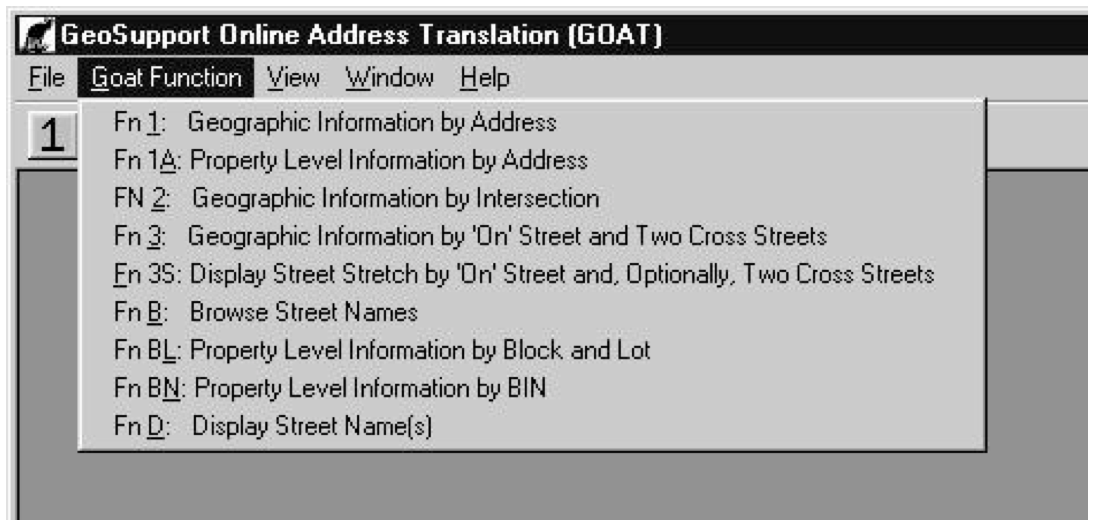 GeoSupport Online Address Translation (GOAT)
File Goat Function View Window Help
1
Fn 1: Geographic Information by Address
Fn 1A: Property Level Information by Address
FN 2: Geographic Information by Intersection
Fn 3: Geographic Information by 'On' Street and Two Cross Streets
Fn 3S: Display Street Stretch by 'On' Street and, Optionally, Two Cross Streets
Fn B: Browse Street Names
Fn BL: Property Level Information by Block and Lot
Fn BN: Property Level Information by BIN
Fn D: Display Street Name(s)